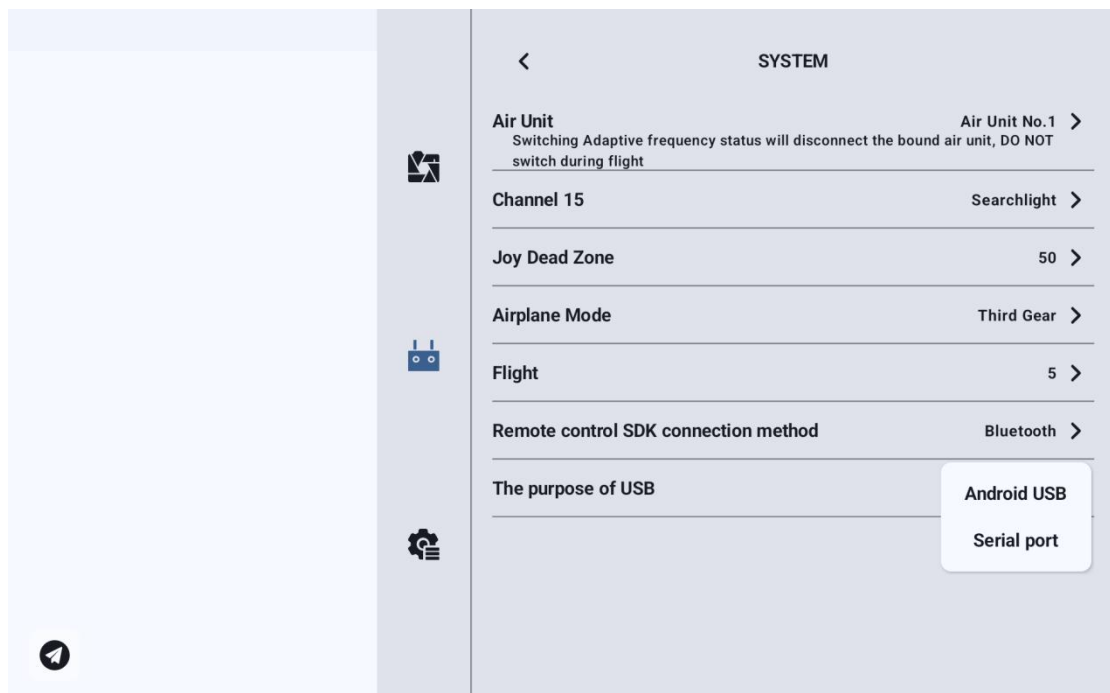 SYSTEM
Air Unit
Air Unit No.1
Switching Adaptive frequency status will disconnect the bound air unit, DO NOT
switch during flight
Channel 15
Searchlight
Joy Dead Zone
50
Airplane Mode
Third Gear
Flight
5
Remote control SDK connection method
Bluetooth
The purpose of USB
Android USB
Serial port